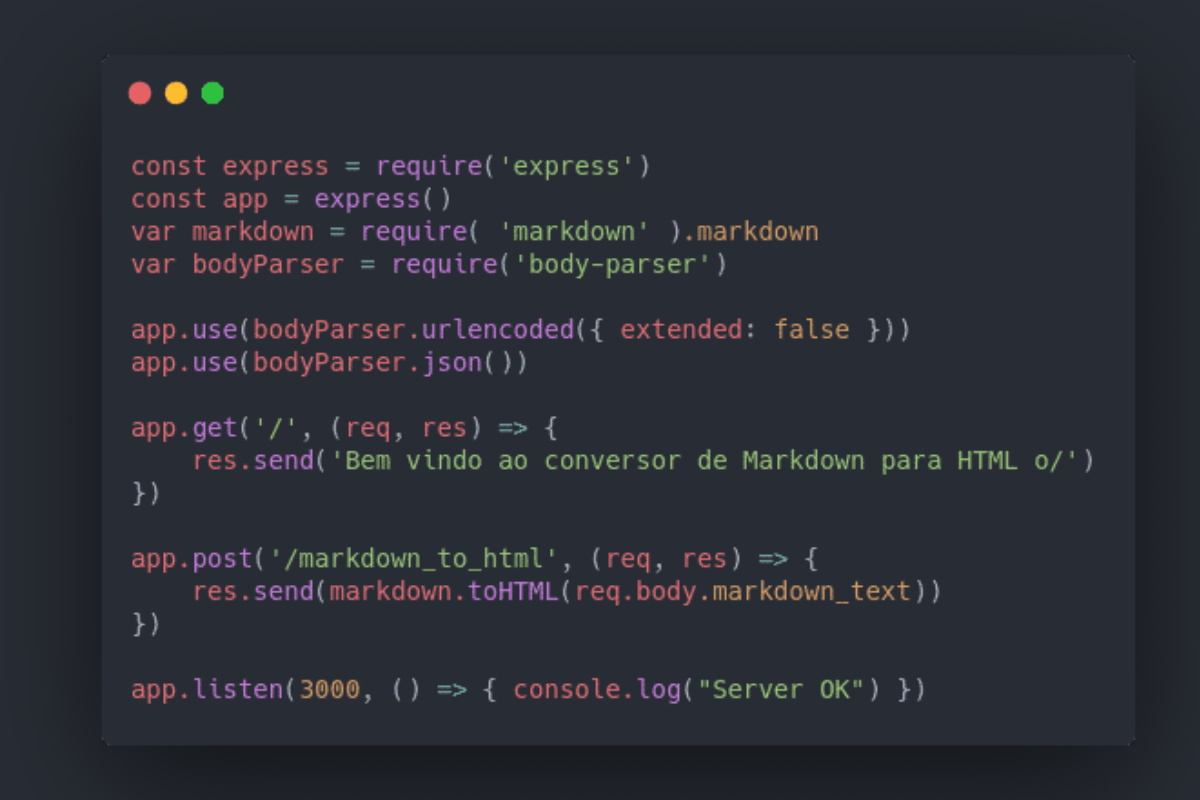 const express = require('express')
const app = express()
var markdown = require( 'markdown' ).markdown
var bodyParser = require('body-parser')

app.use(bodyParser.urlencoded({ extended: false }))
app.use(bodyParser.json())

app.get('/', (req, res) => {
    res.send('Bem vindo ao conversor de Markdown para HTML o/')
})

app.post('/markdown_to_html', (req, res) => {
    res.send(markdown.toHTML(req.body.markdown_text))
})

app.listen(3000, () => { console.log("Server OK") })